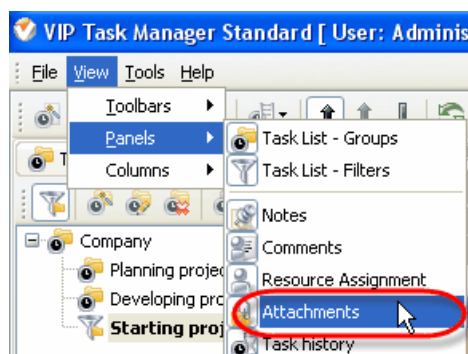 VIP Task Manager Standard [ User: Adminis
File View Tools Help
Toolbars
Panels
Columns
Task List - Groups
Task List - Filters
Notes
Comments
Resource Assignment
Attachments
Task history
T
Company
Planning projec
Developing pro
Starting proj